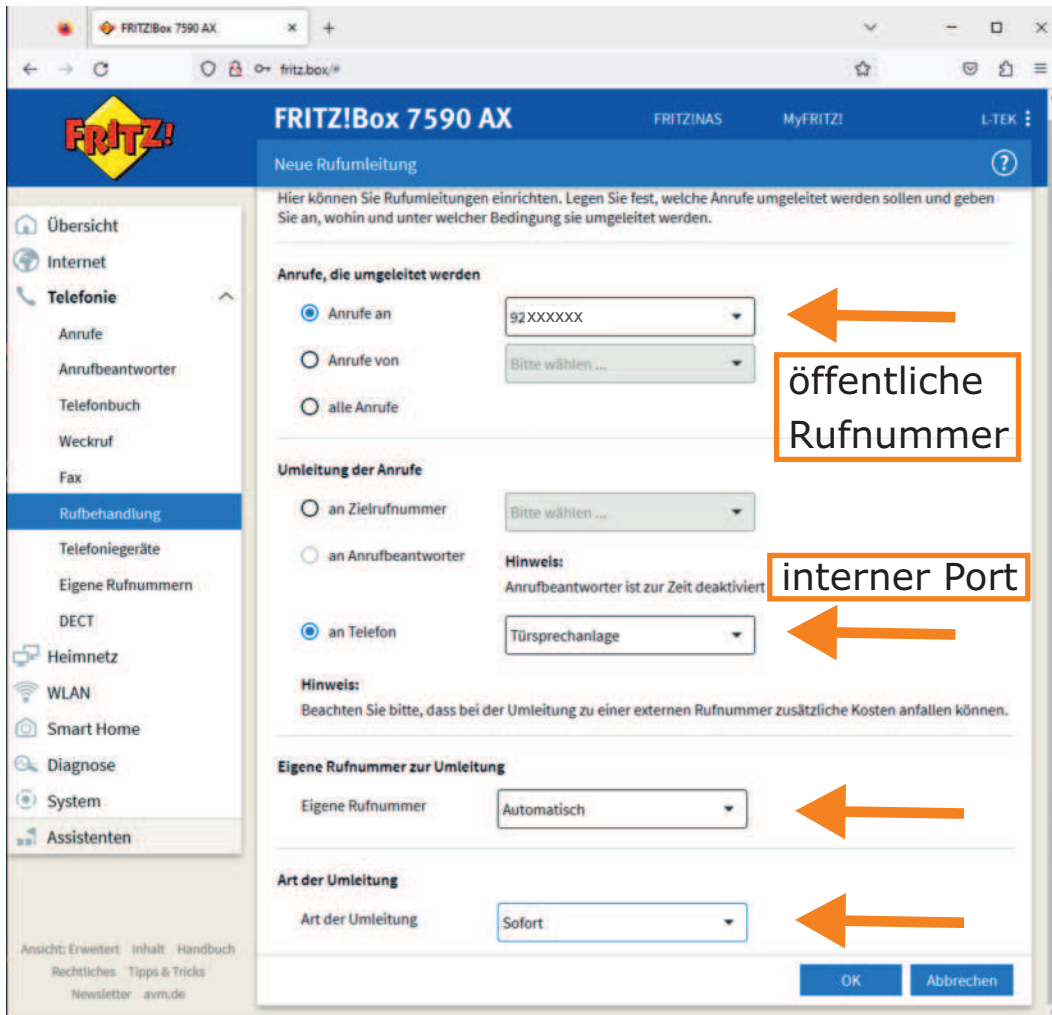 FRITZ!Box 7590 AX
fritz.box/#
FRITZ!
FRITZ!Box 7590 AX
FRITZ!NAS
MyFRITZ!
L-TEK
Neue Rufumleitung
Übersicht
Internet
Telefonie
Anrufe
Anrufbeantworter
Telefonbuch
Weckruf
Fax
Rufbehandlung
Telefoniegeräte
Eigene Rufnummern
DECT
Heimnetz
WLAN
Smart Home
Diagnose
System
Assistenten
Ansicht: Erweitert Inhalt Handbuch
Rechtliches Tipps & Tricks
Newsletter avm.de
Hier können Sie Rufumleitungen einrichten. Legen Sie fest, welche Anrufe umgeleitet werden sollen und geben
Sie an, wohin und unter welcher Bedingung sie umgeleitet werden.
Anrufe, die umgeleitet werden
Anrufe an
92XXXXXX
Anrufe von
Bitte wählen ...
alle Anrufe
öffentliche
Rufnummer
Umleitung der Anrufe
an Zielrufnummer
Bitte wählen ...
an Anrufbeantworter
Hinweis:
Anrufbeantworter ist zur Zeit deaktiviert
interner Port
an Telefon
Türsprechanlage
Hinweis:
Beachten Sie bitte, dass bei der Umleitung zu einer externen Rufnummer zusätzliche Kosten anfallen können.
Eigene Rufnummer zur Umleitung
Eigene Rufnummer
Automatisch
Art der Umleitung
Art der Umleitung
Sofort
OK
Abbrechen